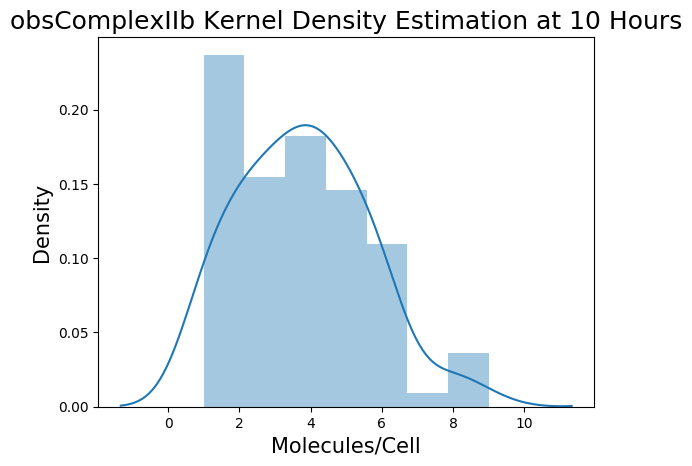 obsComplexIIb Kernel Density Estimation at 10 Hours
Density
0.20
0.15
0.10
0.05
0.00
0 2 4 6 8 10
Molecules/Cell